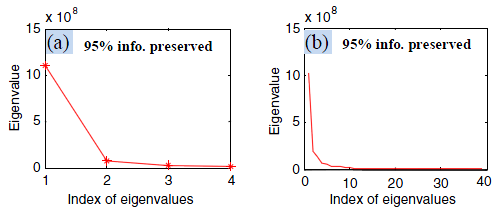 x 10^8
15
(a) 95% info. preserved
10
5
0
Eigenvalue
1 2 3 4
Index of eigenvalues
x 10^8
15
(b) 95% info. preserved
10
5
0
Eigenvalue
0 10 20 30 40
Index of eigenvalues